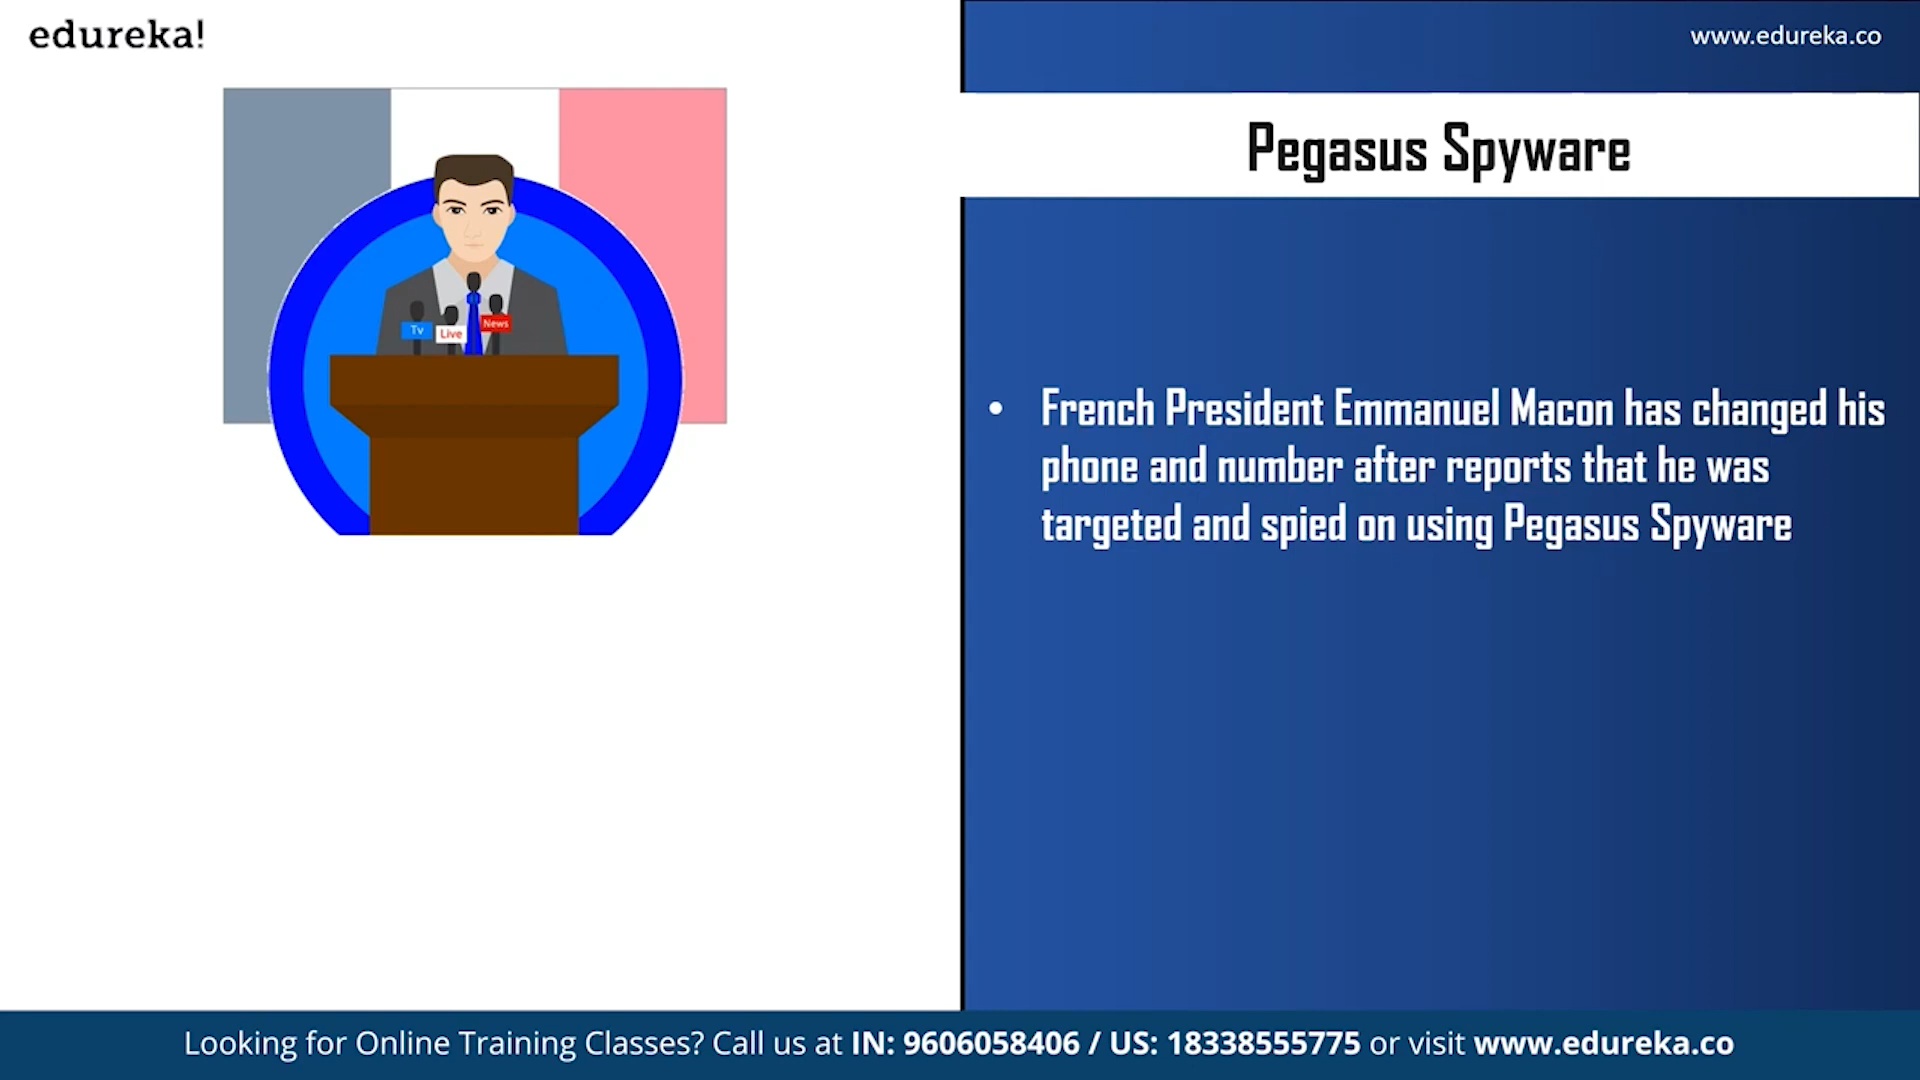 edureka!
www.edureka.co
Pegasus Spyware
Tv
Live
News
• French President Emmanuel Macon has changed his
phone and number after reports that he was
targeted and spied on using Pegasus Spyware
Looking for Online Training Classes? Call us at IN: 9606058406 / US: 18338555775 or visit www.edureka.co